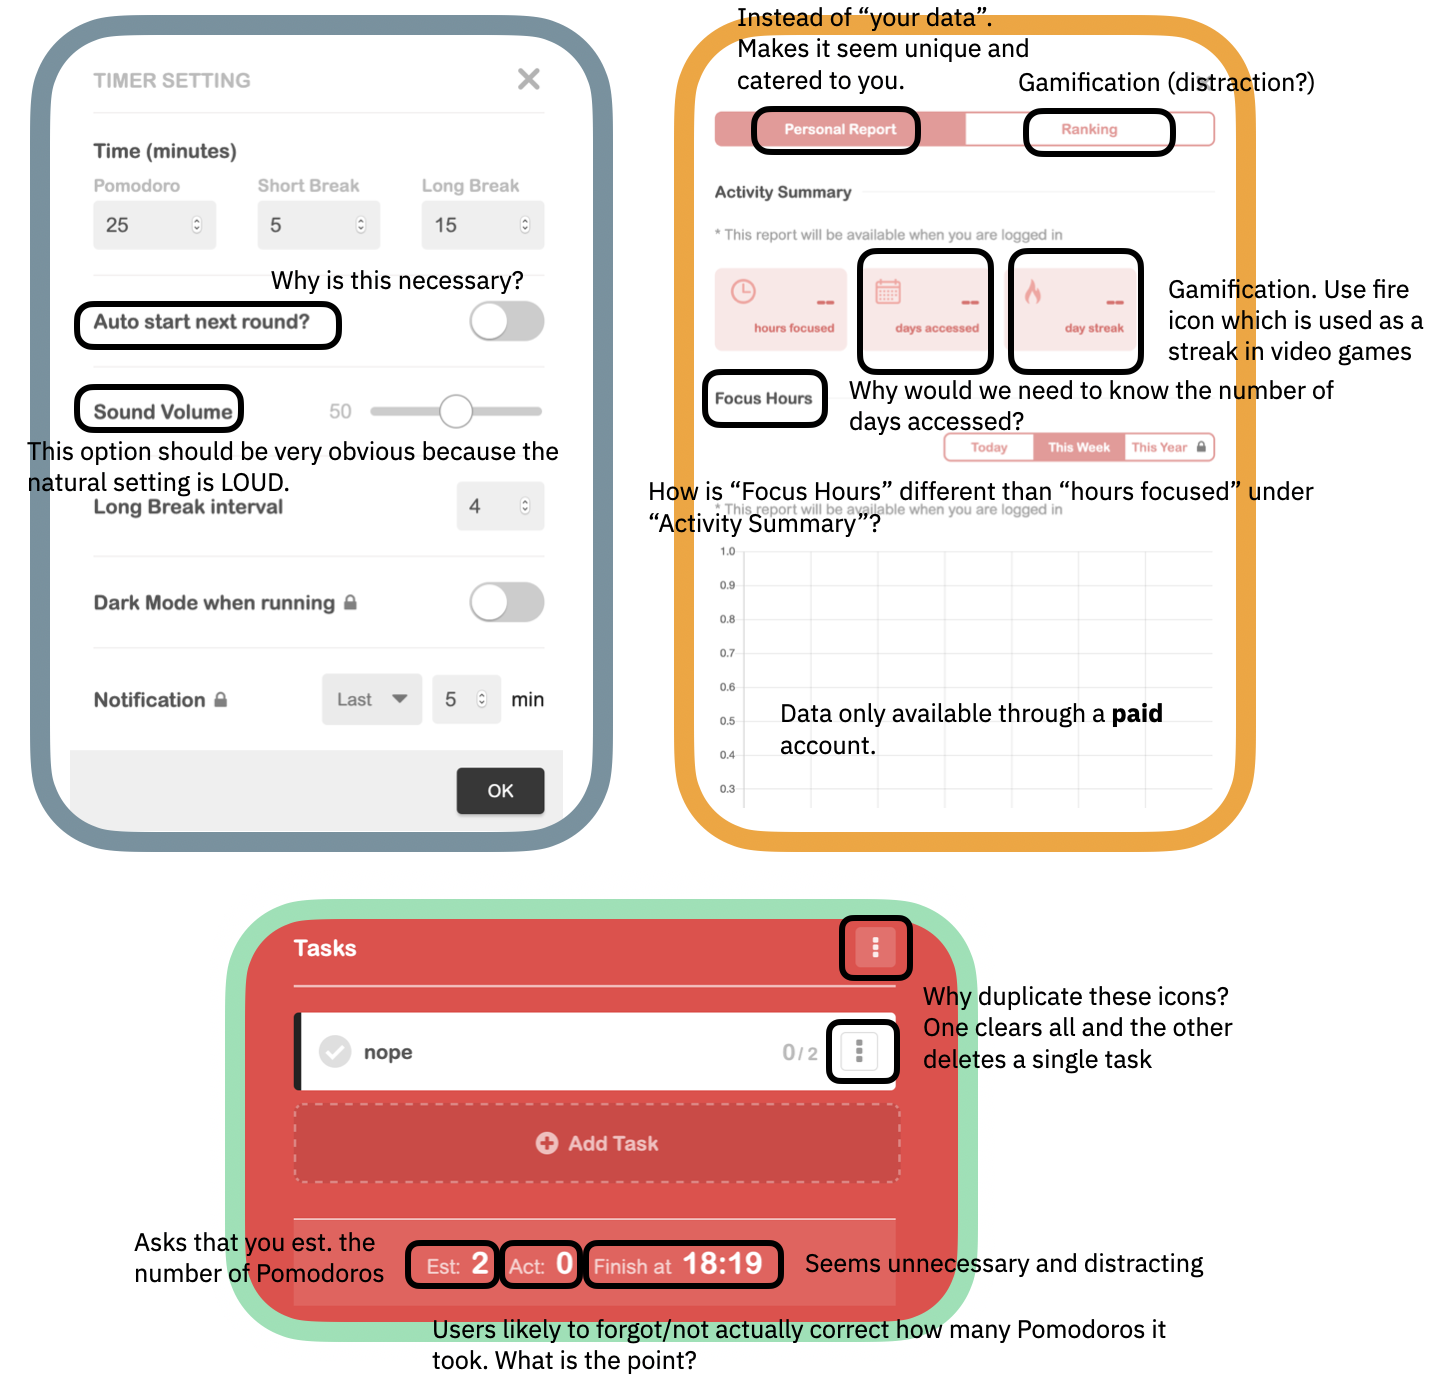 TIMER SETTING
Time (minutes)
Pomodoro Short Break Long Break
25 5 15
Why is this necessary?
Auto start next round?
Sound Volume 50
This option should be very obvious because the
natural setting is LOUD.
Long Break interval 4
Dark Mode when running
Notification Last 5 min
OK
Instead of “your data”.
Makes it seem unique and
catered to you.
Gamification (distraction?)
Personal Report Ranking
Activity Summary
* This report will be available when you are logged in
-- hours focused
-- days accessed
-- day streak
Gamification. Use fire
icon which is used as a
streak in video games
Focus Hours
Why would we need to know the number of
days accessed?
Today This Week This Year
How is “Focus Hours” different than “hours focused” under
“Activity Summary”?
* This report will be available when you are logged in
1.0
0.9
0.8
0.7
0.6
0.5
0.4
0.3
Data only available through a paid
account.
Tasks
Why duplicate these icons?
One clears all and the other
deletes a single task
nope 0/ 2
Add Task
Asks that you est. the
number of Pomodoros
Est: 2 Act: 0 Finish at 18:19
Seems unnecessary and distracting
Users likely to forgot/not actually correct how many Pomodoros it
took. What is the point?